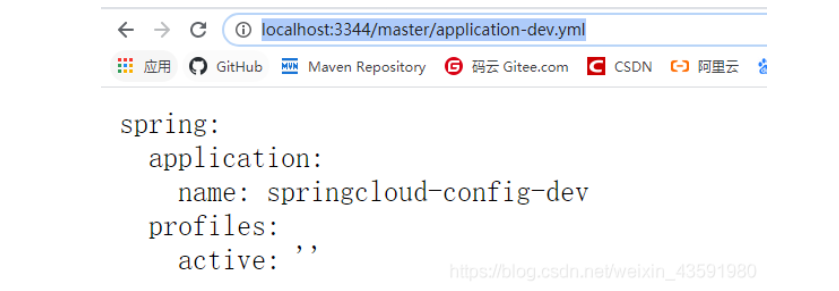 localhost:3344/master/application-dev.yml
应用 GitHub MVN Maven Repository G 码云 Gitee.com C CSDN 阿里云
spring:
  application:
    name: springcloud-config-dev
  profiles:
    active: ''
https://blog.csdn.net/weixin_43591980